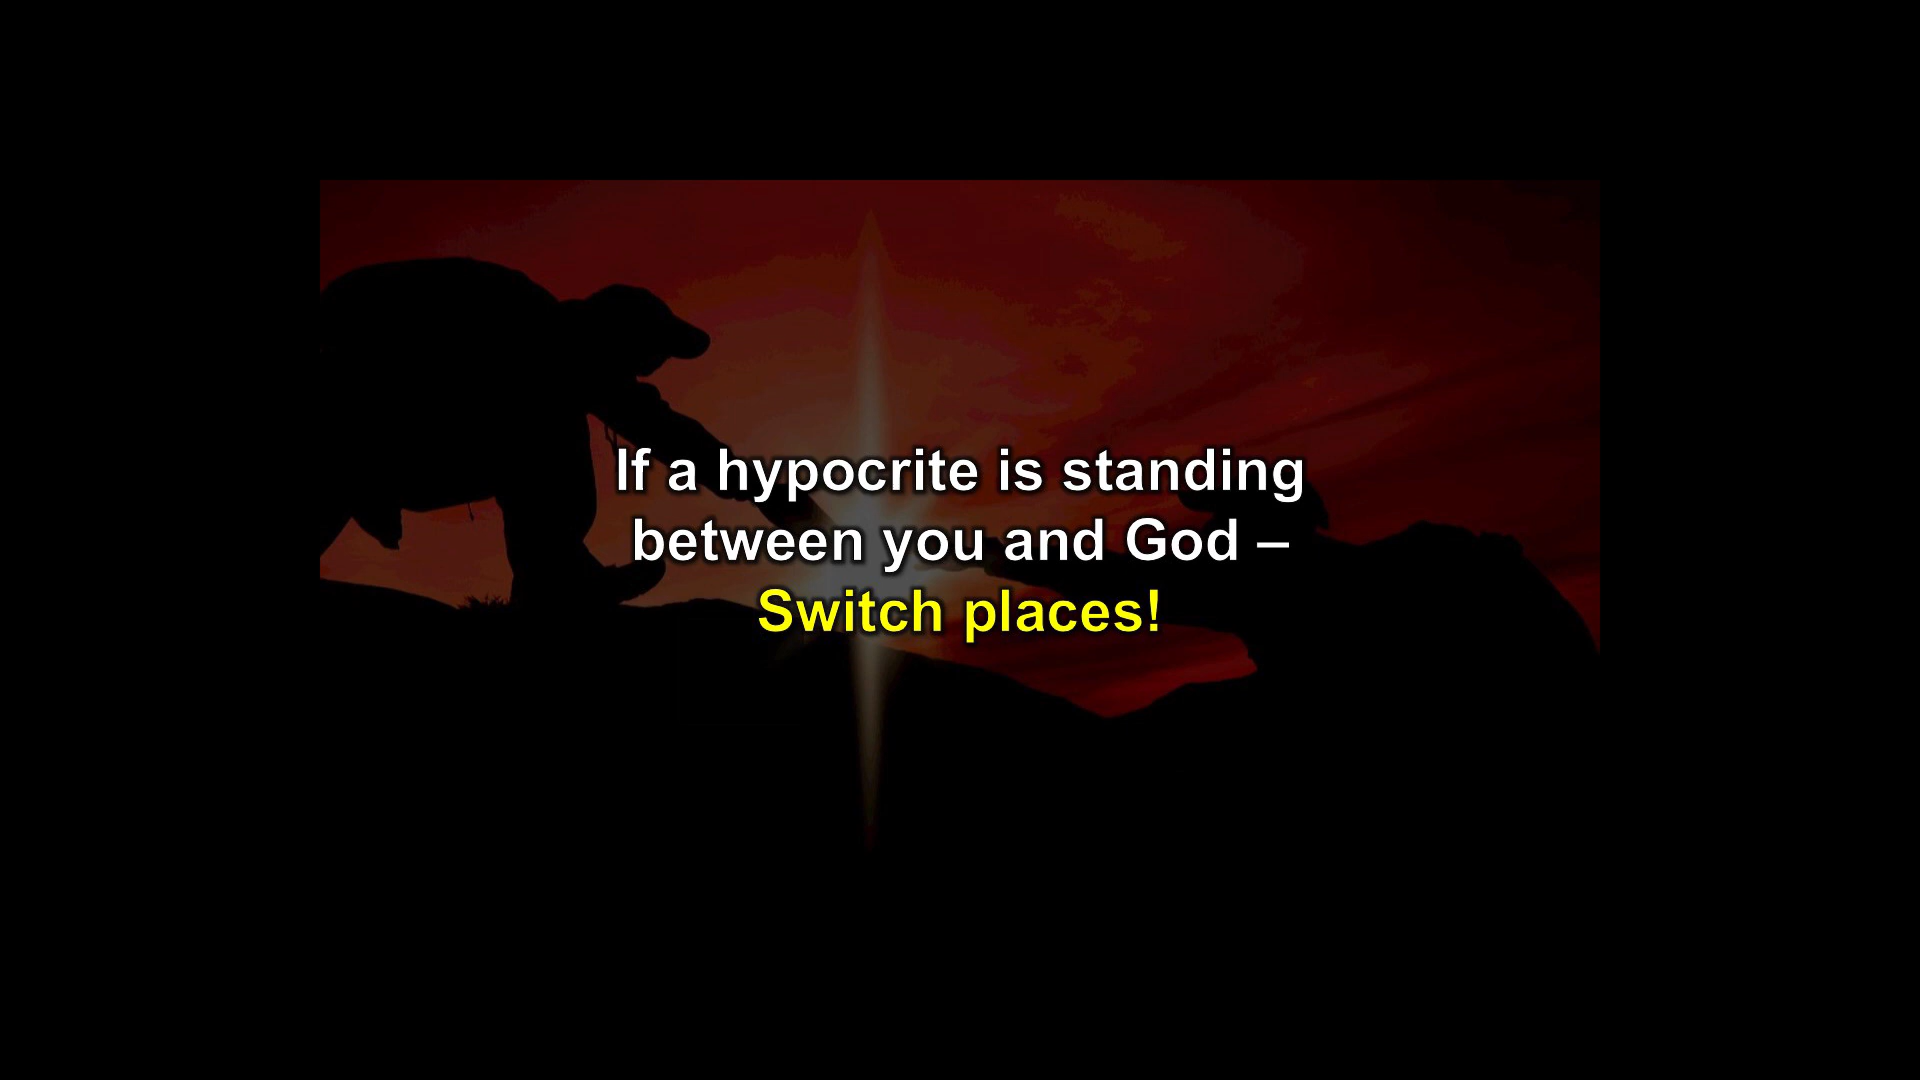 If a hypocrite is standing
between you and God –
Switch places!